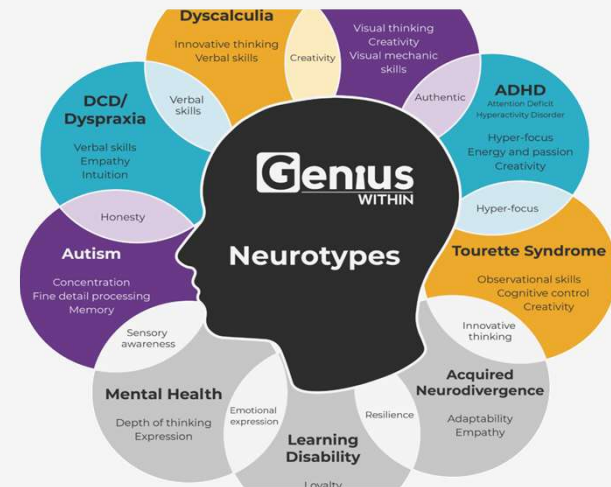 Dyscalculia
Innovative thinking
Verbal skills
Creativity
Visual thinking
Creativity
Visual mechanic
skills
Authentic
ADHD
Attention Deficit
Hyperactivity Disorder
Hyper-focus
Energy and passion
Creativity
Hyper-focus
Tourette Syndrome
Observational skills
Cognitive control
Creativity
Innovative
thinking
Acquired
Neurodivergence
Adaptability
Empathy
Resilience
Learning
Disability
Loyalty
Emotional
expression
Mental Health
Depth of thinking
Expression
Sensory
awareness
Autism
Concentration
Fine detail processing
Memory
Honesty
DCD/
Dyspraxia
Verbal skills
Empathy
Intuition
Verbal
skills
Genius
WITHIN
Neurotypes